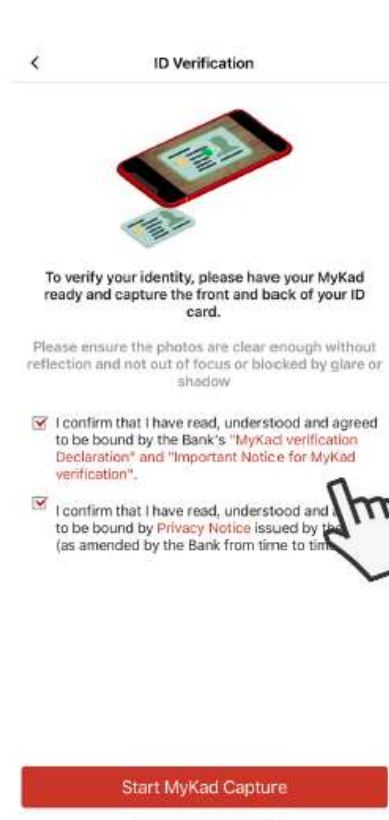 ID Verification
To verify your identity, please have your MyKad
ready and capture the front and back of your ID
card.
Please ensure the photos are clear enough without
reflection and not out of focus or blocked by glare or
shadow
I confirm that I have read, understood and agreed
to be bound by the Bank's "MyKad verification
Declaration" and "Important Notice for MyKad
verification".
I confirm that I have read, understood and
to be bound by Privacy Notice issued by
(as amended by the Bank from time to
Start MyKad Capture